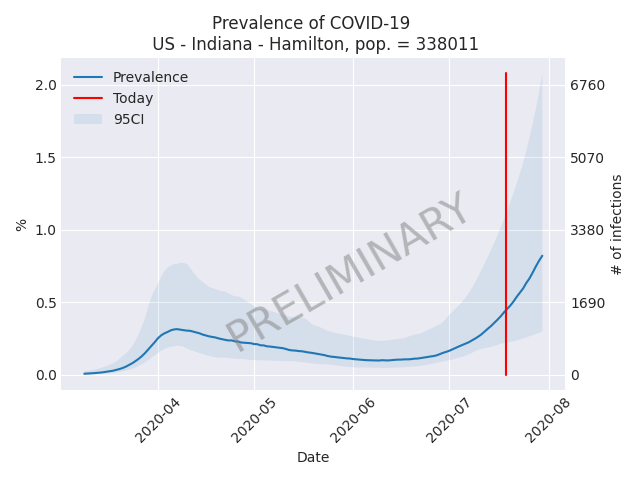 Prevalence of COVID-19
US - Indiana - Hamilton, pop. = 338011
Prevalence
Today
95CI
2.0
1.5
1.0
0.5
0.0
%
6760
5070
3380
1690
0
# of infections
PRELIMINARY
2020-04
2020-05
2020-06
2020-07
2020-08
Date